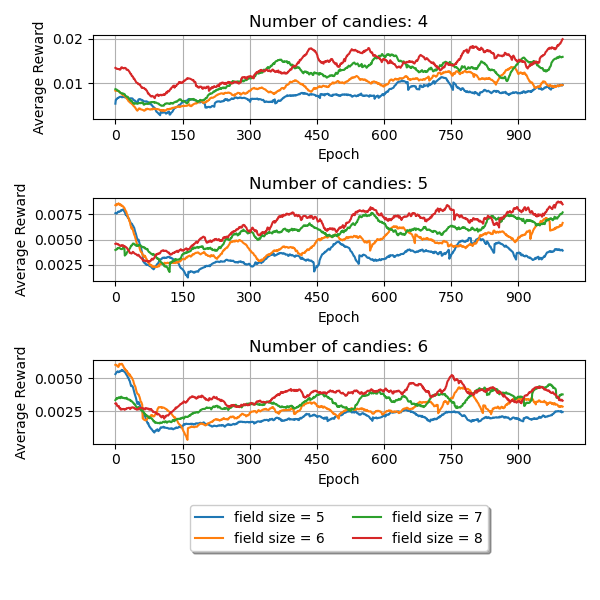 Number of candies: 4
Average Reward
0.02
0.01
0 150 300 450 600 750 900
Epoch
Number of candies: 5
Average Reward
0.0075
0.0050
0.0025
0 150 300 450 600 750 900
Epoch
Number of candies: 6
Average Reward
0.0050
0.0025
0 150 300 450 600 750 900
Epoch
field size = 5 field size = 7
field size = 6 field size = 8